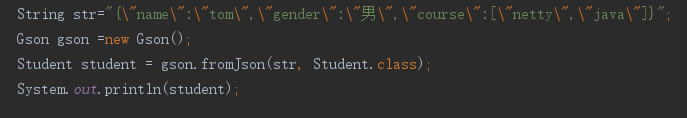 String str="{\"name\":\"tom\",\"gender\":\"男\",\"course\":[\"netty\",\"java\"]}";
Gson gson =new Gson();
Student student = gson.fromJson(str, Student.class);
System.out.println(student);